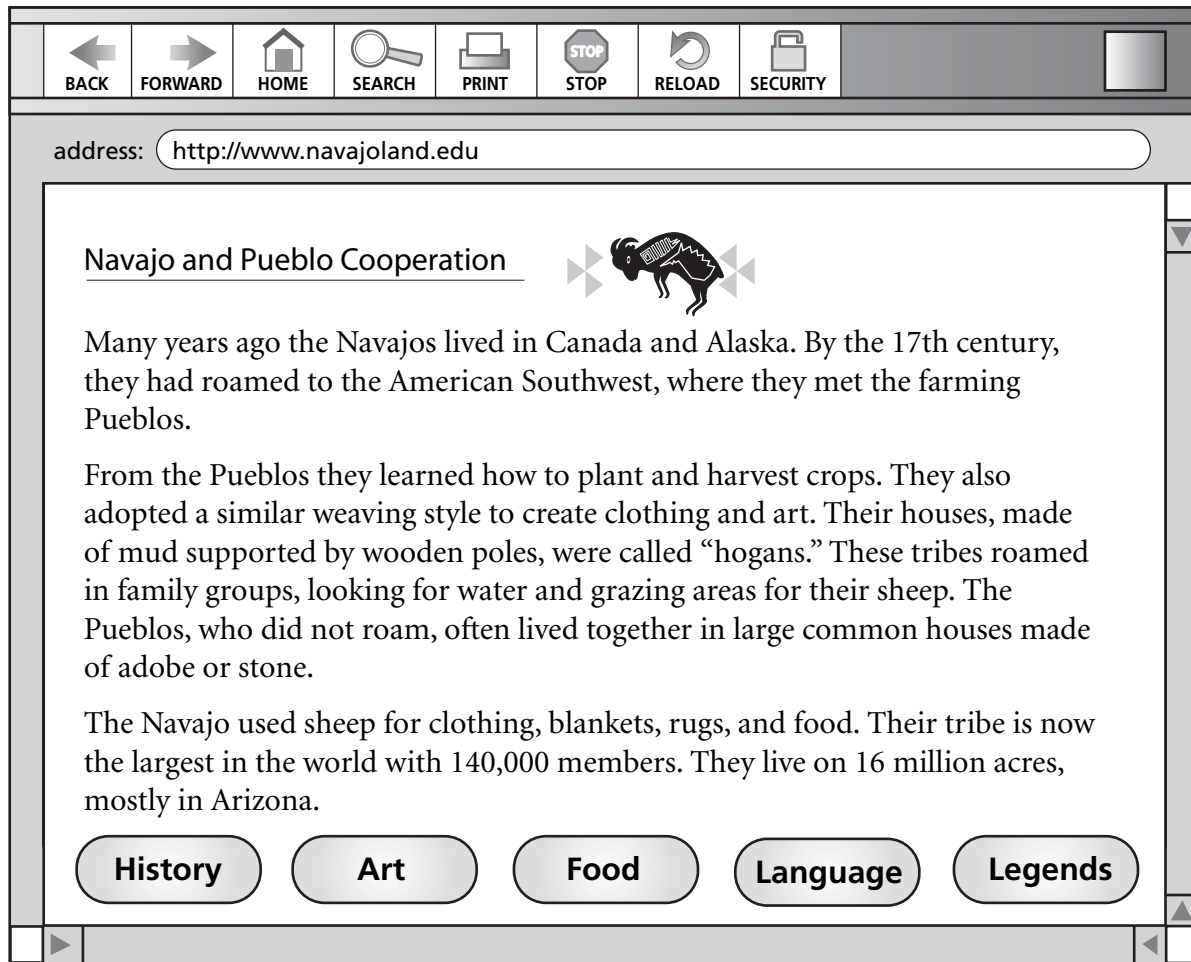 BACK FORWARD HOME SEARCH PRINT STOP STOP RELOAD SECURITY
address: http://www.navajoland.edu
Navajo and Pueblo Cooperation
Many years ago the Navajos lived in Canada and Alaska. By the 17th century,
they had roamed to the American Southwest, where they met the farming
Pueblos.
From the Pueblos they learned how to plant and harvest crops. They also
adopted a similar weaving style to create clothing and art. Their houses, made
of mud supported by wooden poles, were called “hogans.” These tribes roamed
in family groups, looking for water and grazing areas for their sheep. The
Pueblos, who did not roam, often lived together in large common houses made
of adobe or stone.
The Navajo used sheep for clothing, blankets, rugs, and food. Their tribe is now
the largest in the world with 140,000 members. They live on 16 million acres,
mostly in Arizona.
History Art Food Language Legends